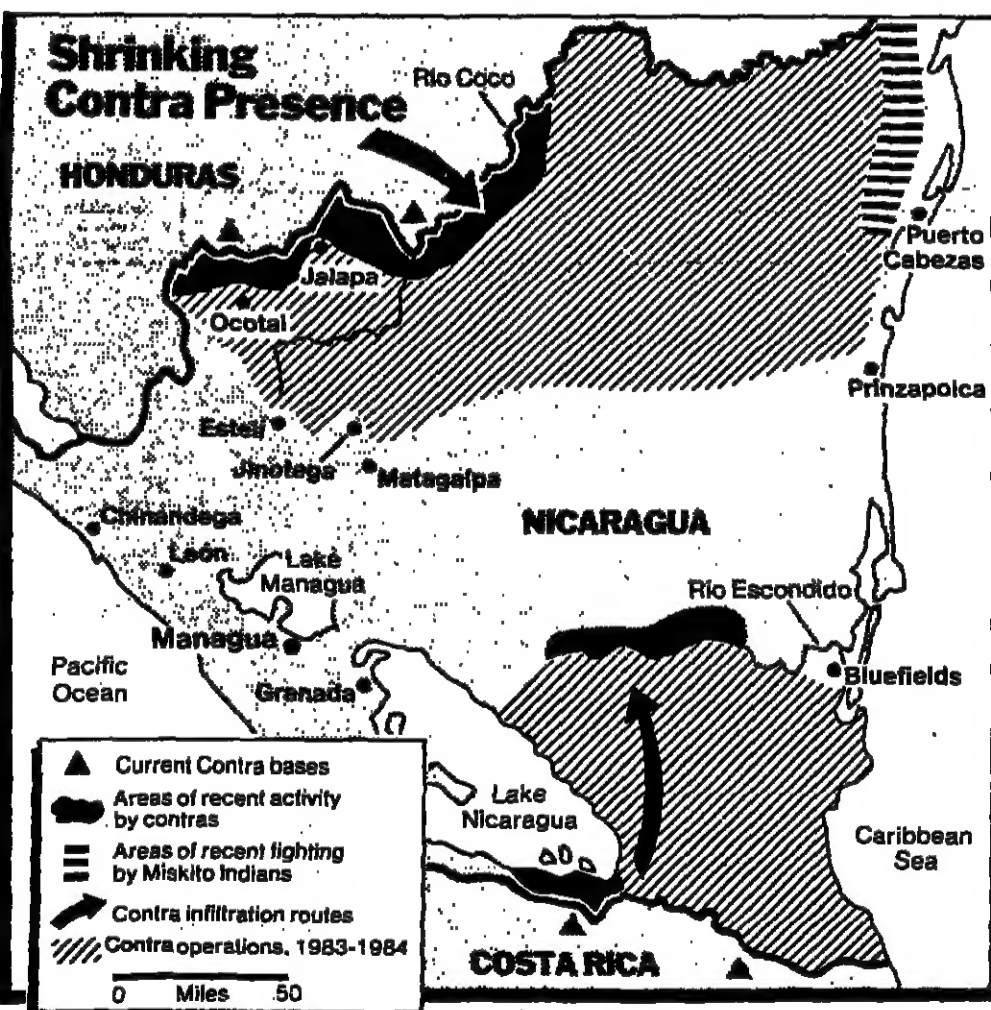 Shrinking
Contra Presence
Rio Coco
HONDURAS
Jalapa
Ocotal
Puerto
Cabezas
Prinzapolca
Estelí
Jinotega
Matagalpa
Chinandega
NICARAGUA
León
Lake
Managua
Río Escondido
Managua
Pacific
Ocean
Granada
Bluefields
Current Contra bases
Areas of recent activity
by contras
Areas of recent fighting
by Miskito Indians
Contra infiltration routes
Contra operations, 1983-1984
0 Miles 50
Lake
Nicaragua
Caribbean
Sea
COSTA RICA